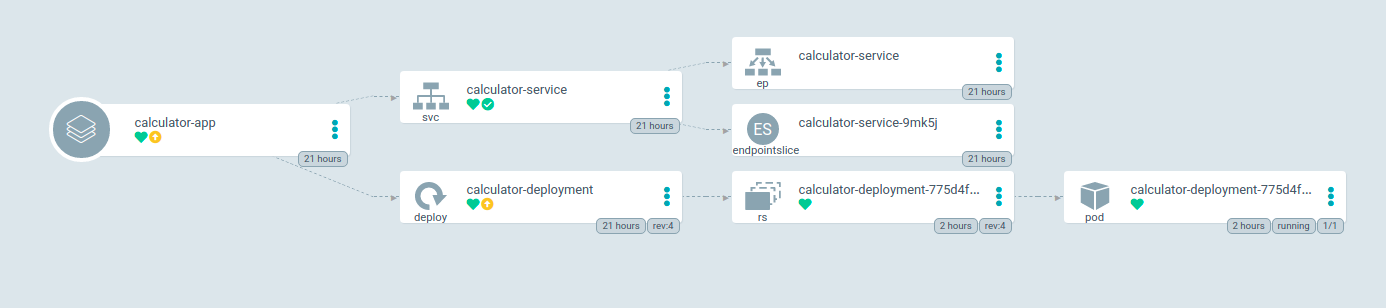 calculator-app
21 hours
calculator-service
svc
21 hours
calculator-deployment
deploy
21 hours
rev:4
calculator-service
ep
21 hours
ES
calculator-service-9mk5j
endpointslice
21 hours
calculator-deployment-775d4f...
rs
2 hours
rev:4
calculator-deployment-775d4f...
pod
2 hours
running
1/1